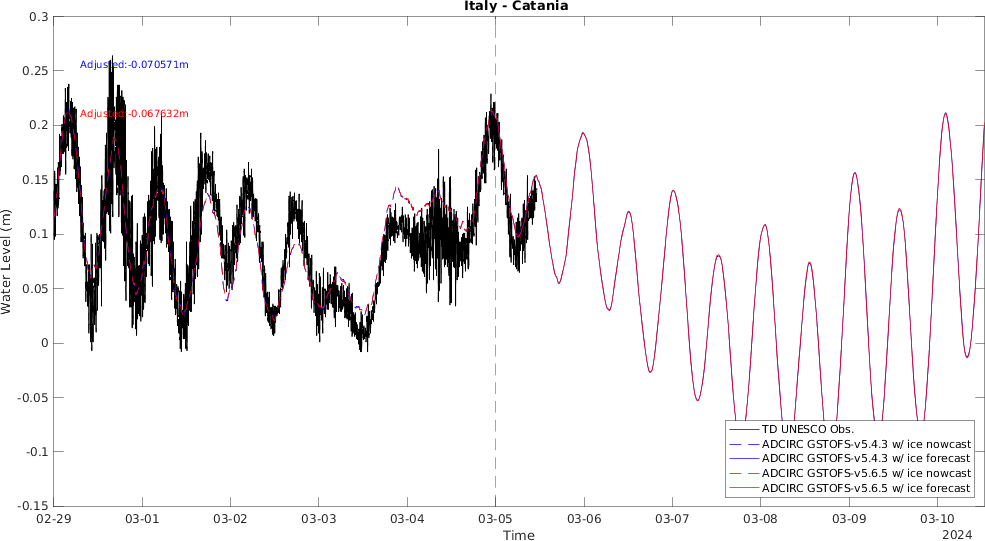 Italy - Catania
0.3
0.25
0.2
0.15
0.1
0.05
0
-0.05
-0.1
-0.15
Water Level (m)
Adjusted:-0.070571m
Adjusted:-0.067632m
TD UNESCO Obs.
ADCIRC GSTOFS-v5.4.3 w/ ice nowcast
ADCIRC GSTOFS-v5.4.3 w/ ice forecast
ADCIRC GSTOFS-v5.6.5 w/ ice nowcast
ADCIRC GSTOFS-v5.6.5 w/ ice forecast
02-29 03-01 03-02 03-03 03-04 03-05 03-06 03-07 03-08 03-09 03-10
Time
2024